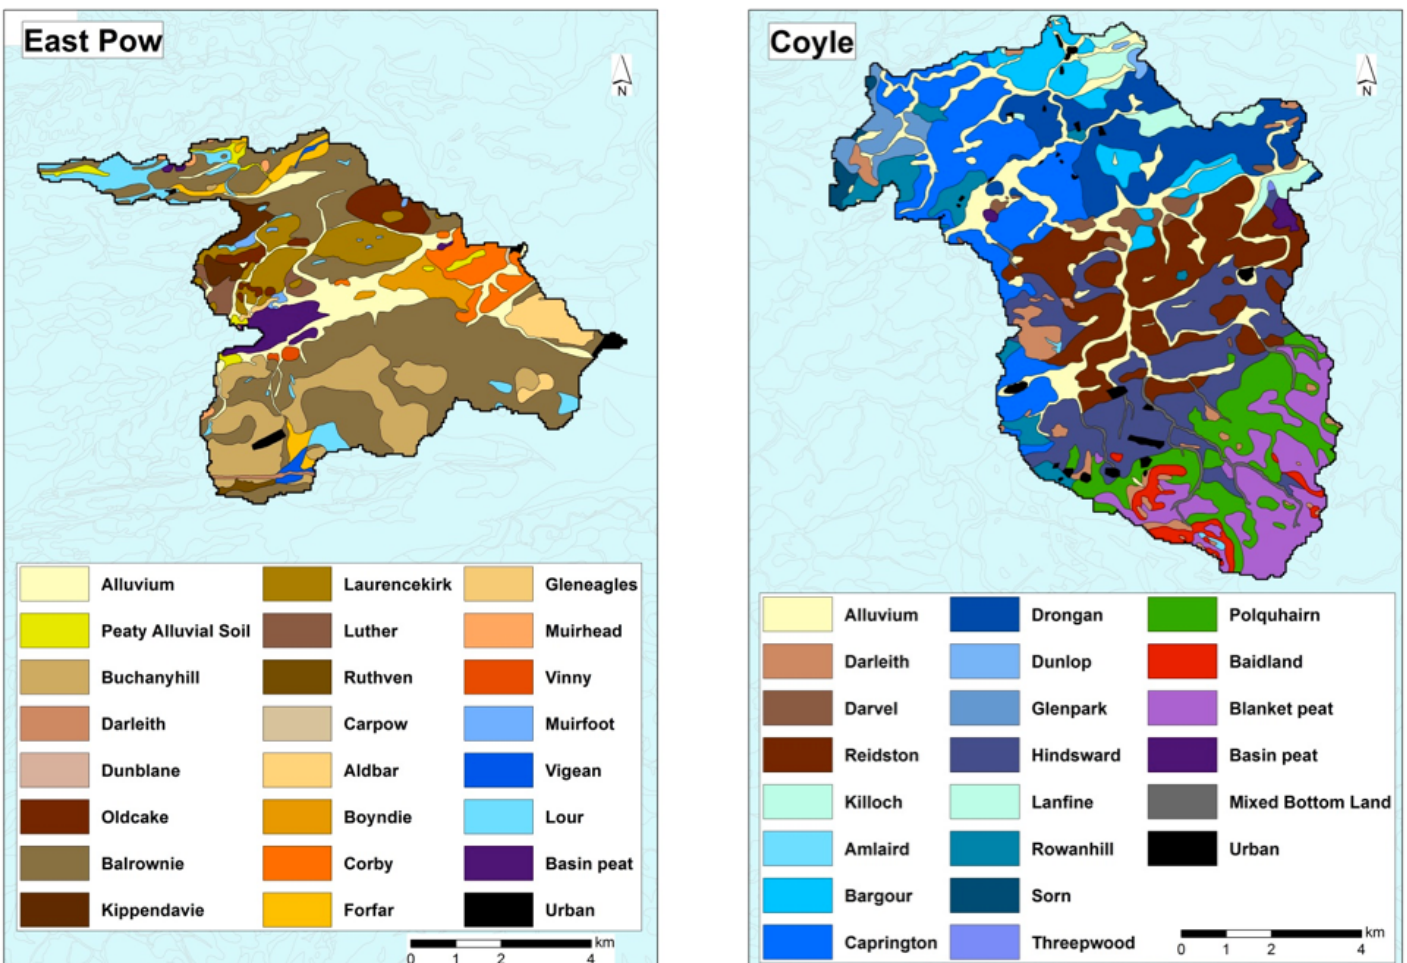 East Pow
N
Alluvium
Peaty Alluvial Soil
Buchanyhill
Darleith
Dunblane
Oldcake
Balrownie
Kippendavie
Laurencekirk
Luther
Ruthven
Carpow
Aldbar
Boyndie
Corby
Forfar
Gleneagles
Muirhead
Vinny
Muirfoot
Vigean
Lour
Basin peat
Urban
km
0 1 2 4
Coyle
N
Alluvium
Darleith
Darvel
Reidston
Killoch
Amlaird
Bargour
Caprington
Drongan
Dunlop
Glenpark
Hindsward
Lanfine
Rowanhill
Sorn
Threepwood
Polquhairn
Baidland
Blanket peat
Basin peat
Mixed Bottom Land
Urban
km
0 1 2 4